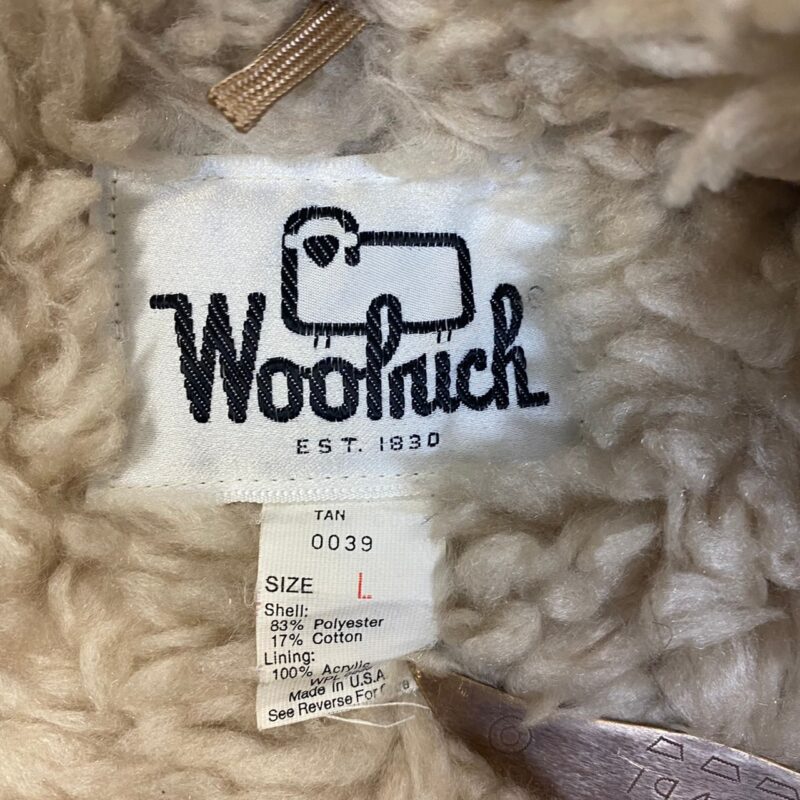 Woolrich
EST. 1830
TAN
0039
SIZE L
Shell:
83% Polyester
17% Cotton
Lining:
100% Acrylic
WPL
Made in U.S.A
See Reverse For